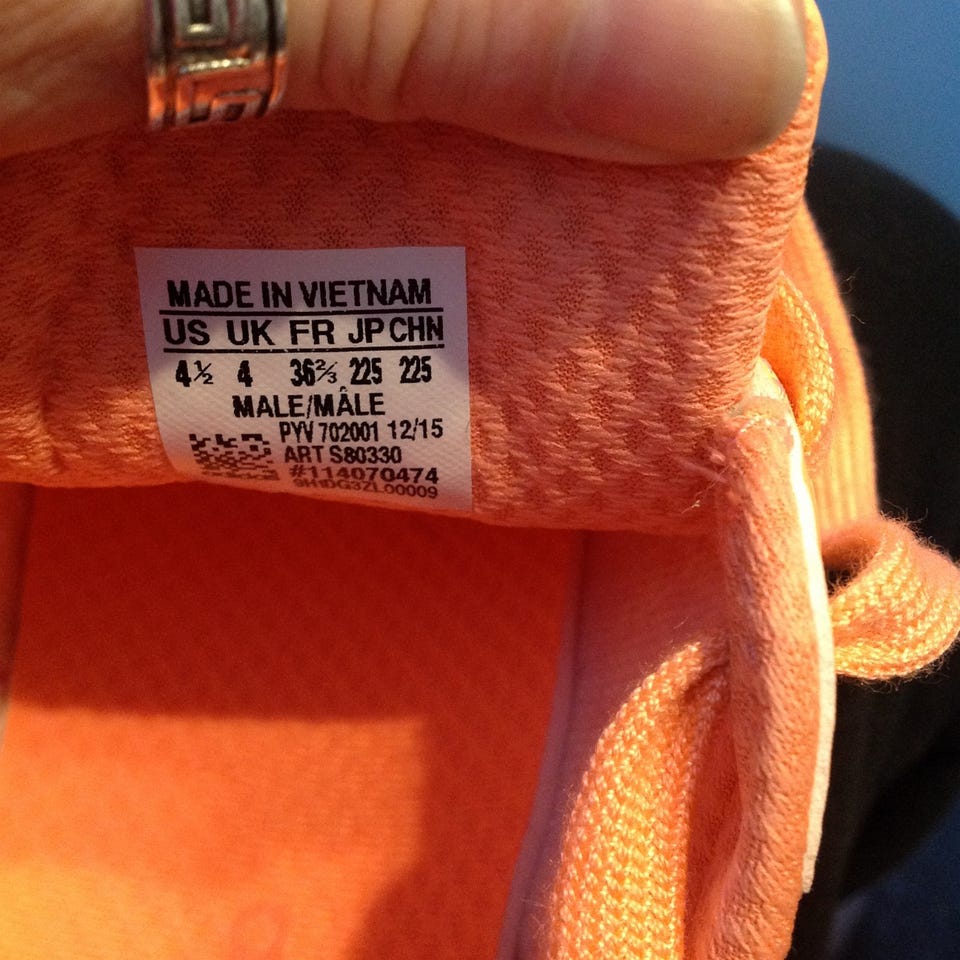 MADE IN VIETNAM
US UK FR JP CHN
4½ 4 36⅔ 225 225
MALE/MÂLE
PYV 702001 12/15
ART S80330
#114070474